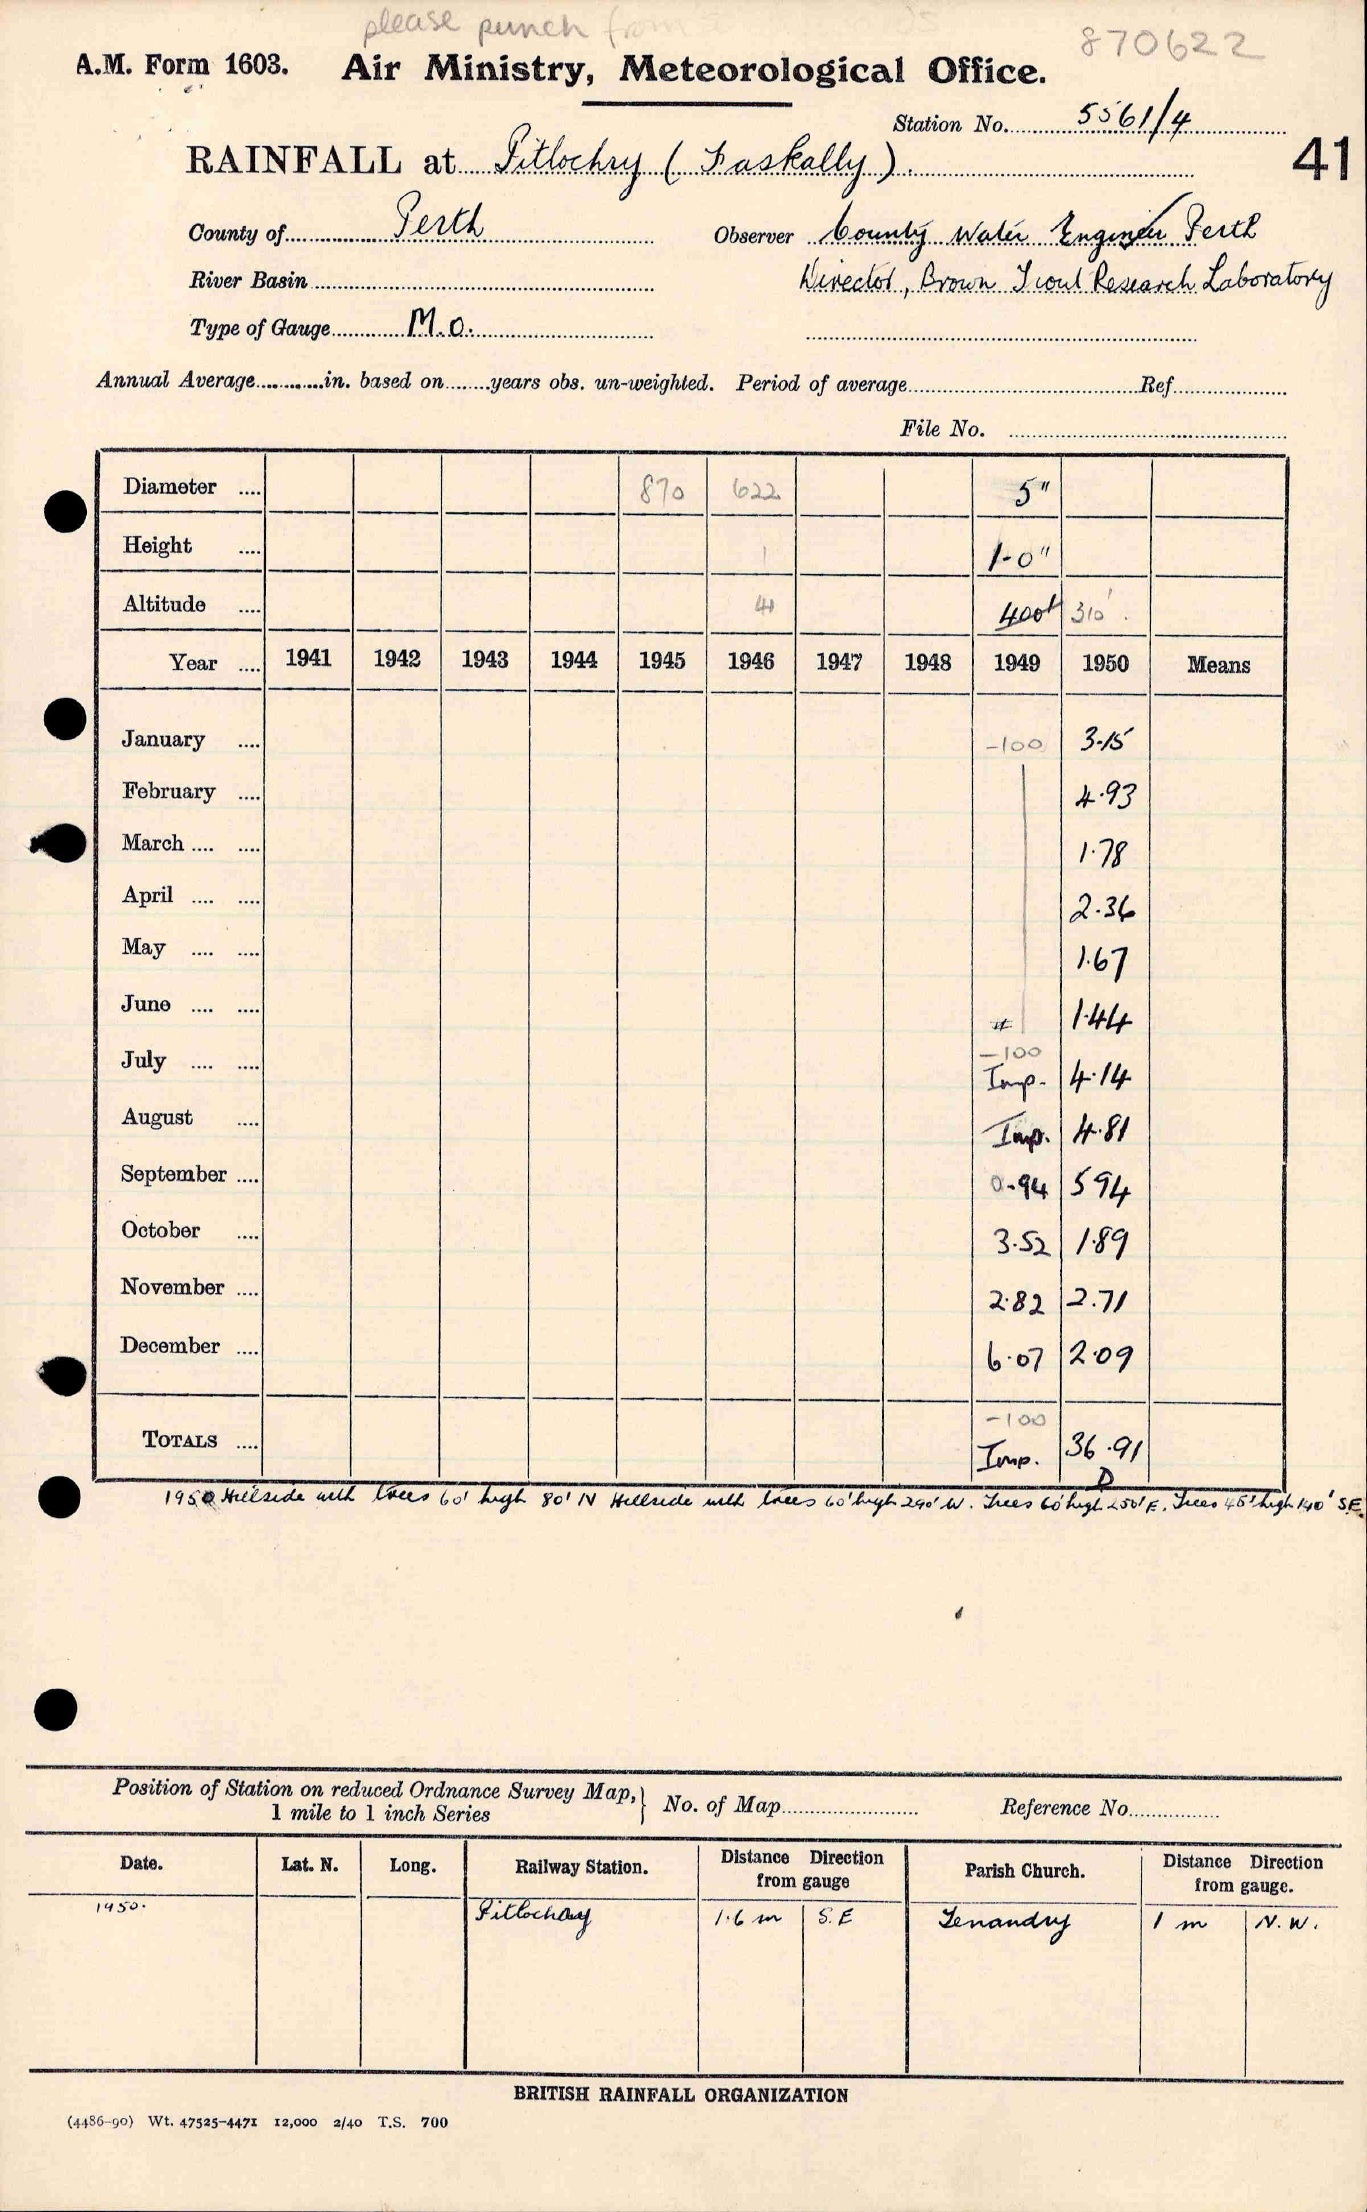 please punch from
870622
A.M. Form 1603. Air Ministry, Meteorological Office.
Station No. 5561/4
41
RAINFALL at Pitlochry (Faskally).
County of Perth Observer County Water Engineer Perth
River Basin Director, Brown Trout Research Laboratory
Type of Gauge M.O.
Annual Average in. based on years obs. un-weighted. Period of average Ref.
File No.
Diameter 870 622 5"
Height 1 1-0"
Altitude 41 400' 310'.
Year 1941 1942 1943 1944 1945 1946 1947 1948 1949 1950 Means
January -100 3.15
February 4.93
March 1.78
April 2.36
May 1.67
June 1.44
July -100 Imp. 4.14
August Imp. 4.81
September 0.94 5 94
October 3.52 1.89
November 2.82 2.71
December 6.07 2.09
-100
TOTALS Imp. 36.91
D
1950 Hillside with trees 60' high 80' N Hillside with trees 60' high 290' W. Trees 60' high 250' E. Trees 45' high 140' S.E.
Position of Station on reduced Ordnance Survey Map, 1 mile to 1 inch Series } No. of Map Reference No.
Date. Lat. N. Long. Railway Station. Distance Direction from gauge Parish Church. Distance Direction from gauge.
1950. Pitlochry 1.6 m S.E Tenandry 1 m N.W.
BRITISH RAINFALL ORGANIZATION
(4486-90) Wt. 47525-4471 12,000 2/40 T.S. 700